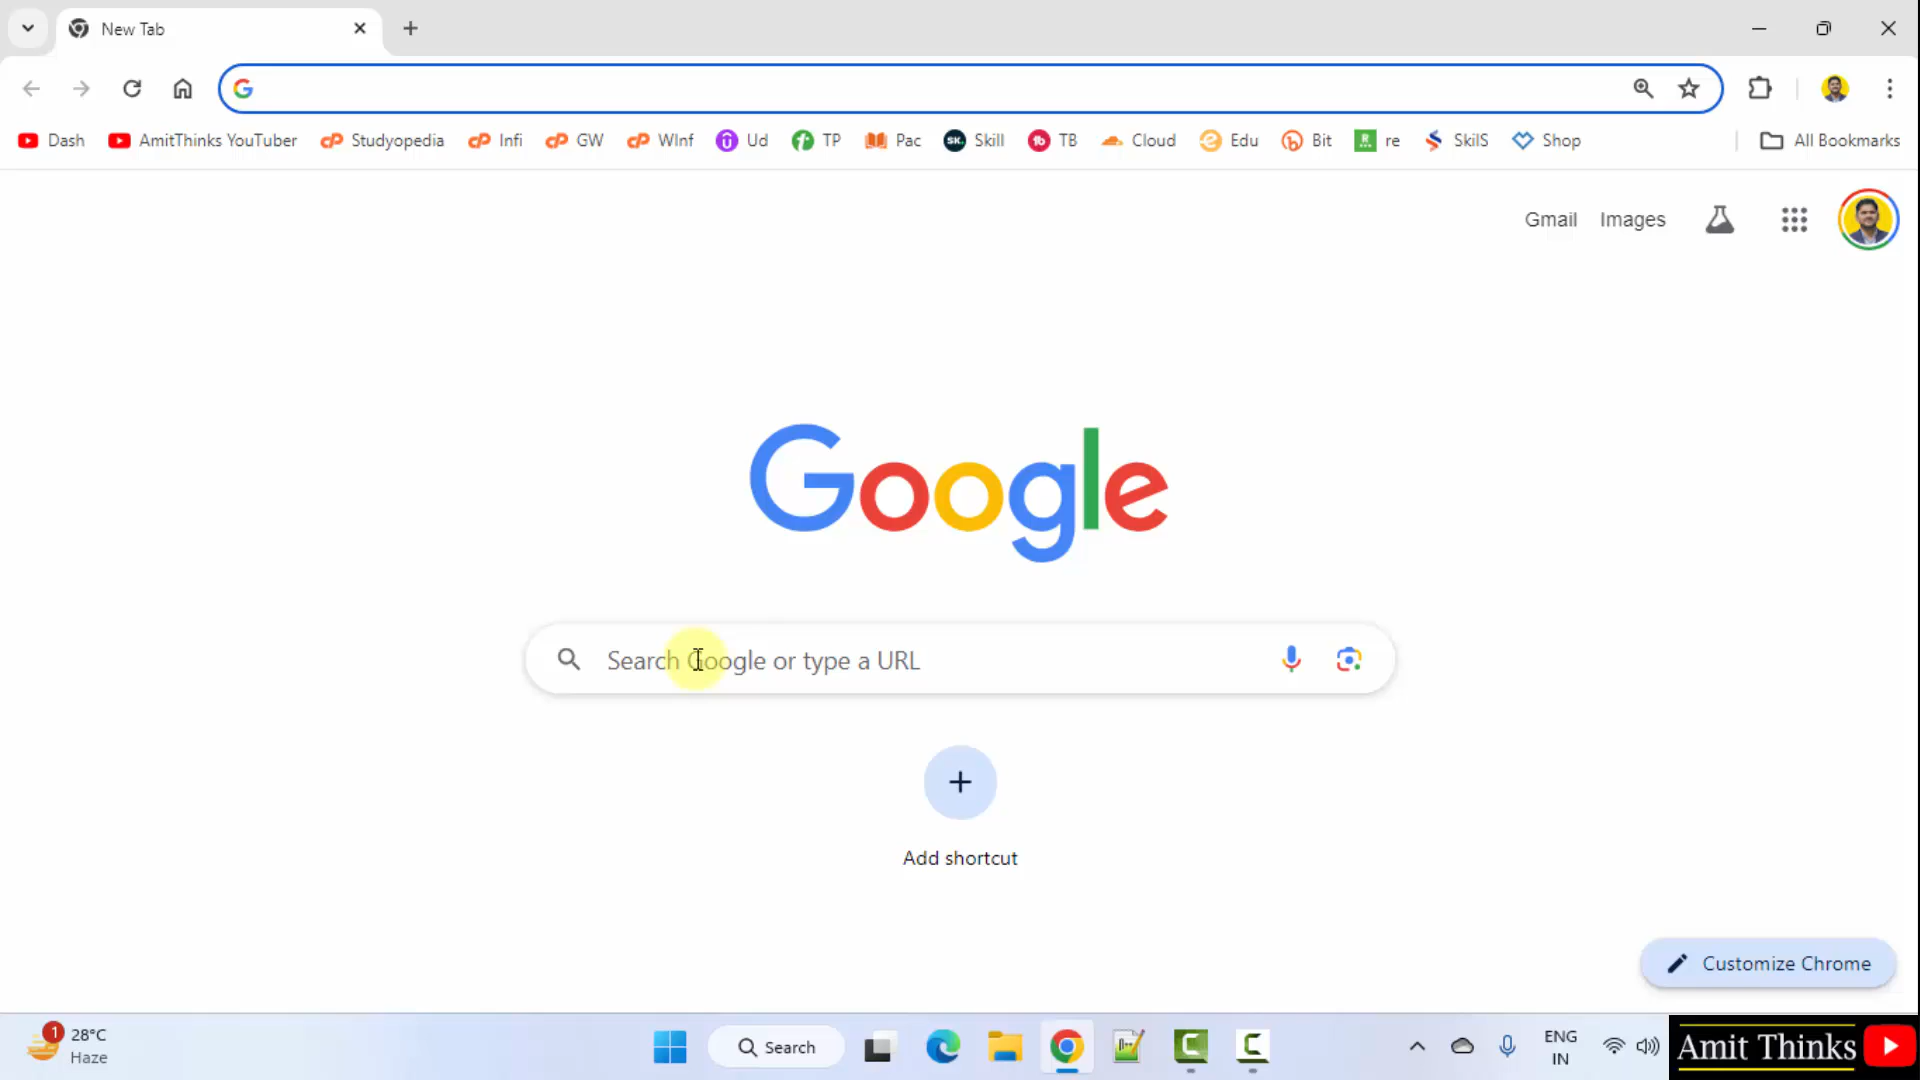 New Tab
Dash
AmitThinks YouTuber
Studyopedia
Infi
GW
WInf
Ud
TP
Pac
Skill
TB
Cloud
Edu
Bit
re
SkilS
Shop
All Bookmarks
Gmail
Images
Google
Search Google or type a URL
Add shortcut
Customize Chrome
1
28°C
Haze
Search
ENG
IN
Amit Thinks